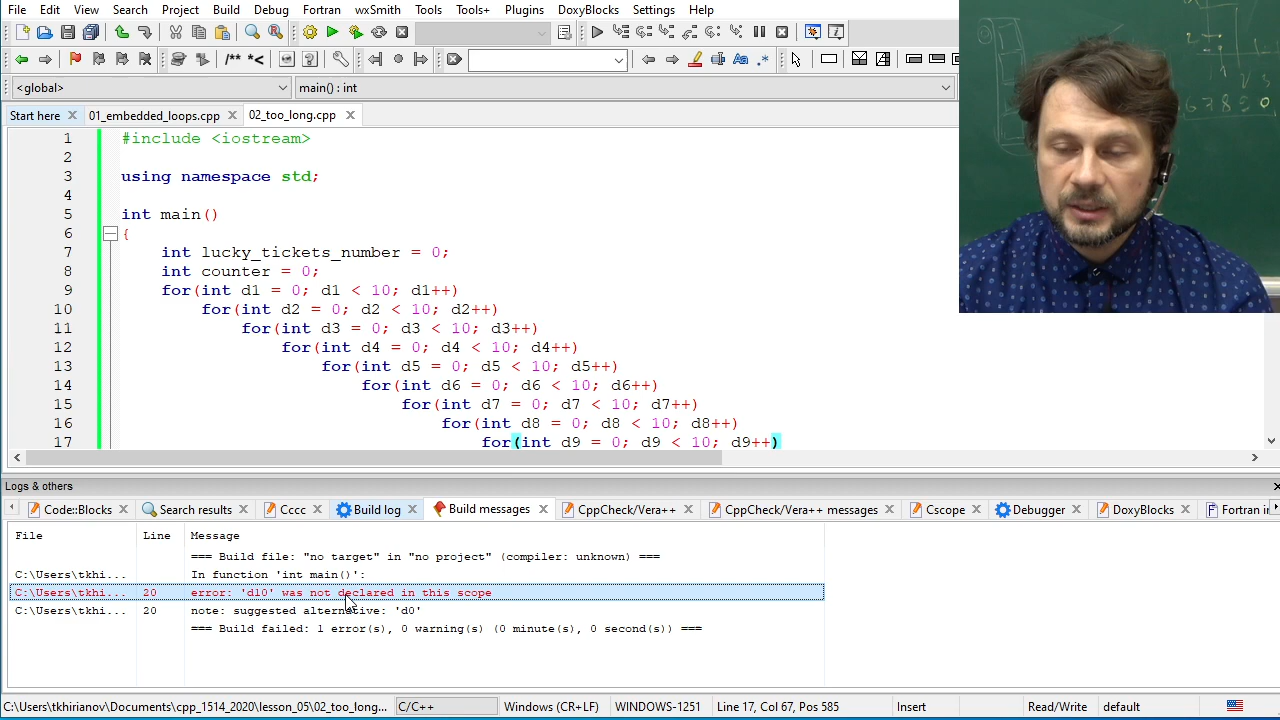 File Edit View Search Project Build Debug Fortran wxSmith Tools Tools+ Plugins DoxyBlocks Settings Help
/** *<
Aa .*
<global> main() : int
Start here 01_embedded_loops.cpp 02_too_long.cpp
1 #include <iostream>
2
3 using namespace std;
4
5 int main()
6 {
7 int lucky_tickets_number = 0;
8 int counter = 0;
9 for(int d1 = 0; d1 < 10; d1++)
10 for(int d2 = 0; d2 < 10; d2++)
11 for(int d3 = 0; d3 < 10; d3++)
12 for(int d4 = 0; d4 < 10; d4++)
13 for(int d5 = 0; d5 < 10; d5++)
14 for(int d6 = 0; d6 < 10; d6++)
15 for(int d7 = 0; d7 < 10; d7++)
16 for(int d8 = 0; d8 < 10; d8++)
17 for(int d9 = 0; d9 < 10; d9++)
Logs & others
Code::Blocks Search results Ccc Build log Build messages CppCheck/Vera++ CppCheck/Vera++ messages Cscope Debugger DoxyBlocks Fortran in
File Line Message
=== Build file: "no target" in "no project" (compiler: unknown) ===
C:\Users\tkhi... In function 'int main()':
C:\Users\tkhi... 20 error: 'd10' was not declared in this scope
C:\Users\tkhi... 20 note: suggested alternative: 'd0'
=== Build failed: 1 error(s), 0 warning(s) (0 minute(s), 0 second(s)) ===
C:\Users\tkhirianov\Documents\cpp_1514_2020\lesson_05\02_too_long... C/C++ Windows (CR+LF) WINDOWS-1251 Line 17, Col 67, Pos 585 Insert Read/Write default